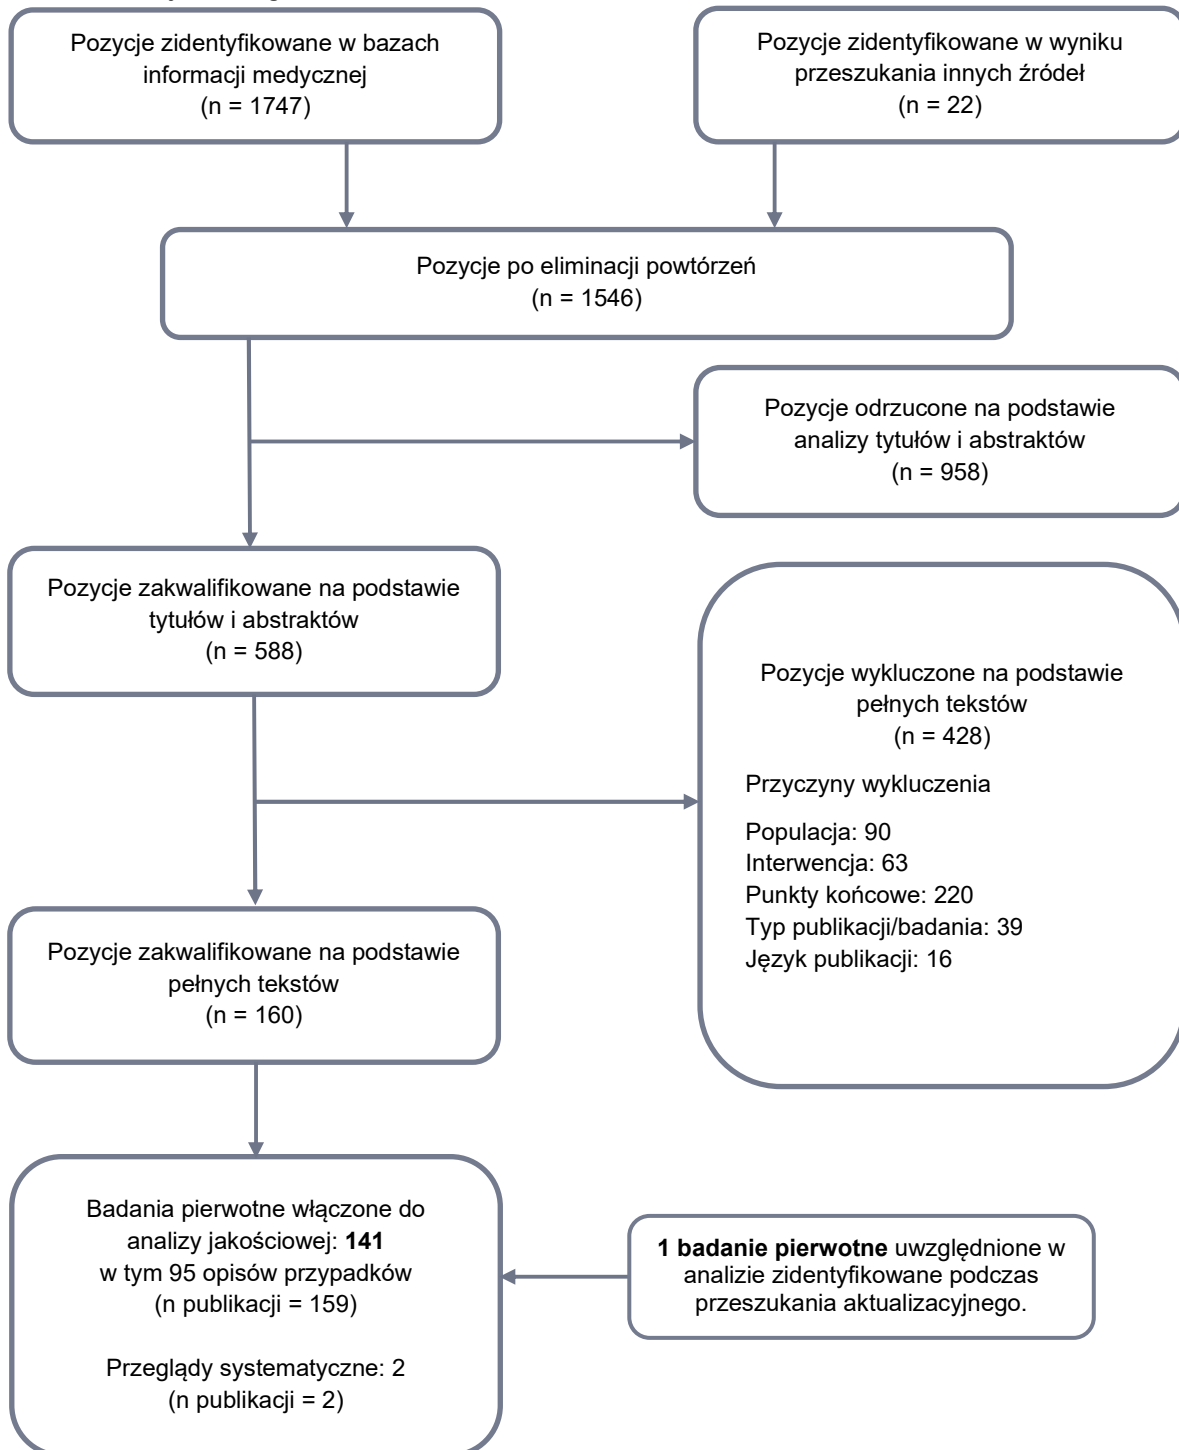 Pozycje zidentyfikowane w bazach
informacji medycznej
(n = 1747)
Pozycje zidentyfikowane w wyniku
przeszukania innych źródeł
(n = 22)
Pozycje po eliminacji powtórzeń
(n = 1546)
Pozycje odrzucone na podstawie
analizy tytułów i abstraktów
(n = 958)
Pozycje zakwalifikowane na podstawie
tytułów i abstraktów
(n = 588)
Pozycje wykluczone na podstawie
pełnych tekstów
(n = 428)
Przyczyny wykluczenia
Populacja: 90
Interwencja: 63
Punkty końcowe: 220
Typ publikacji/badania: 39
Język publikacji: 16
Pozycje zakwalifikowane na podstawie
pełnych tekstów
(n = 160)
Badania pierwotne włączone do
analizy jakościowej: 141
w tym 95 opisów przypadków
(n publikacji = 159)
Przeglądy systematyczne: 2
(n publikacji = 2)
1 badanie pierwotne uwzględnione w
analizie zidentyfikowane podczas
przeszukania aktualizacyjnego.